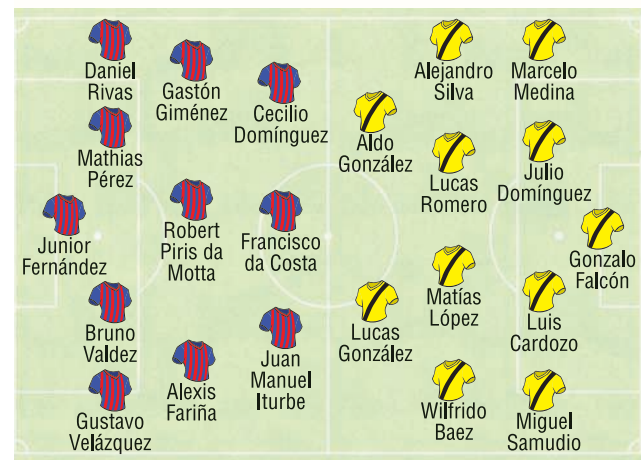 Daniel
Rivas
Mathias
Pérez
Junior
Fernández
Bruno
Valdez
Gustavo
Velázquez
Gastón
Giménez
Robert
Piris da
Motta
Alexis
Fariña
Cecilio
Domínguez
Francisco
da Costa
Juan
Manuel
Iturbe
Aldo
González
Lucas
González
Alejandro
Silva
Lucas
Romero
Matías
López
Wilfrido
Baez
Marcelo
Medina
Julio
Domínguez
Luis
Cardozo
Miguel
Samudio
Gonzalo
Falcón